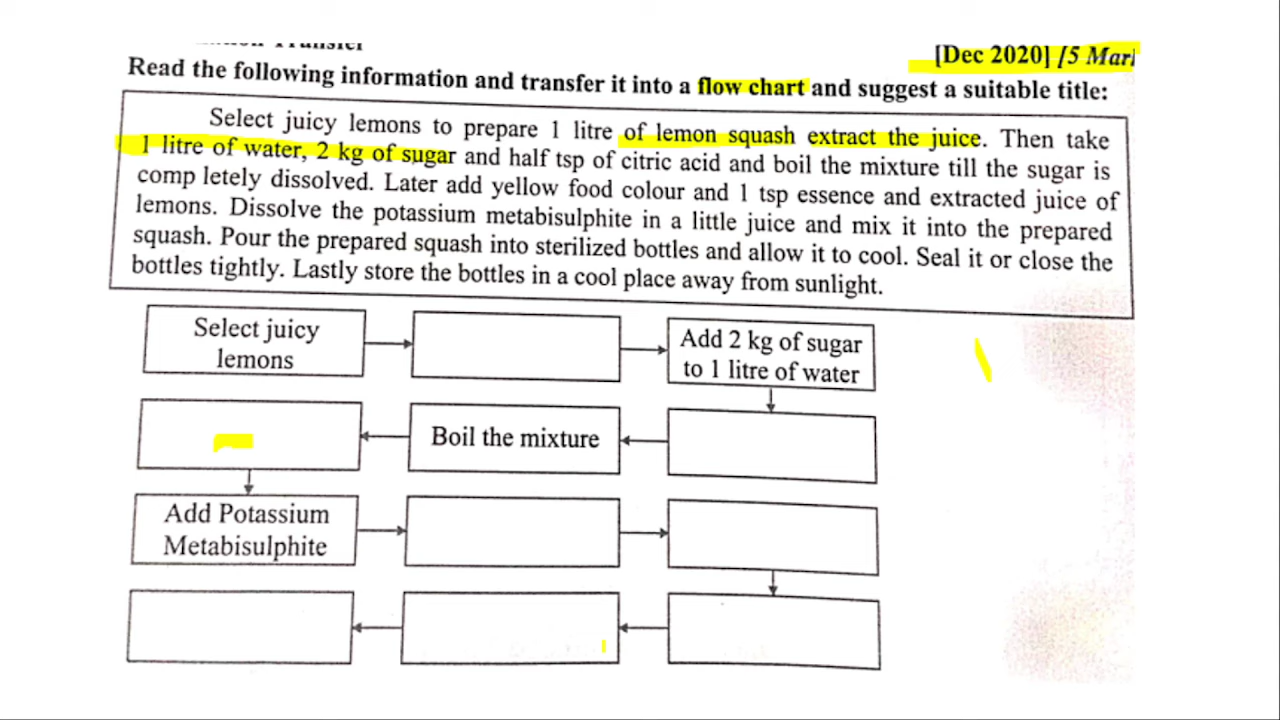 [Dec 2020] [5 Mar
Read the following information and transfer it into a flow chart and suggest a suitable title:
Select juicy lemons to prepare 1 litre of lemon squash extract the juice. Then take
1 litre of water, 2 kg of sugar and half tsp of citric acid and boil the mixture till the sugar is
comp letely dissolved. Later add yellow food colour and 1 tsp essence and extracted juice of
lemons. Dissolve the potassium metabisulphite in a little juice and mix it into the prepared
squash. Pour the prepared squash into sterilized bottles and allow it to cool. Seal it or close the
bottles tightly. Lastly store the bottles in a cool place away from sunlight.
Select juicy
lemons
Add 2 kg of sugar
to 1 litre of water
Boil the mixture
Add Potassium
Metabisulphite